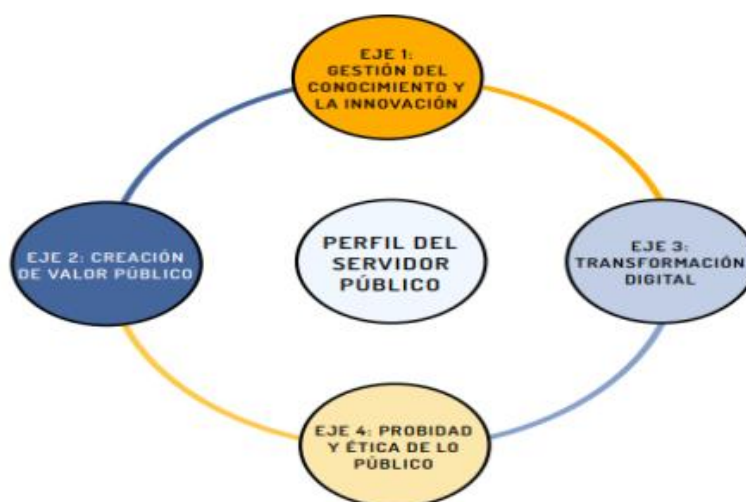 EJE 1:
GESTIÓN DEL
CONOCIMIENTO Y
LA INNOVACIÓN
EJE 2: CREACIÓN
DE VALOR PÚBLICO
PERFIL DEL
SERVIDOR
PÚBLICO
EJE 3:
TRANSFORMACIÓN
DIGITAL
EJE 4: PROBIDAD
Y ÉTICA DE LO
PÚBLICO